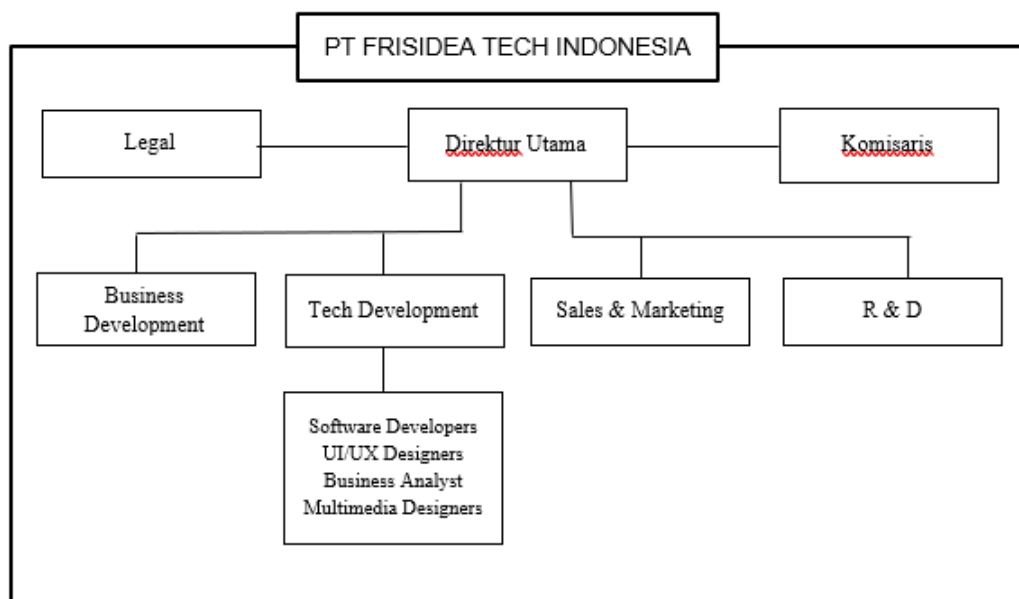 PT FRISIDEA TECH INDONESIA
Legal
Direktur Utama
Komisaris
Business
Development
Tech Development
Sales & Marketing
R & D
Software Developers
UI/UX Designers
Business Analyst
Multimedia Designers